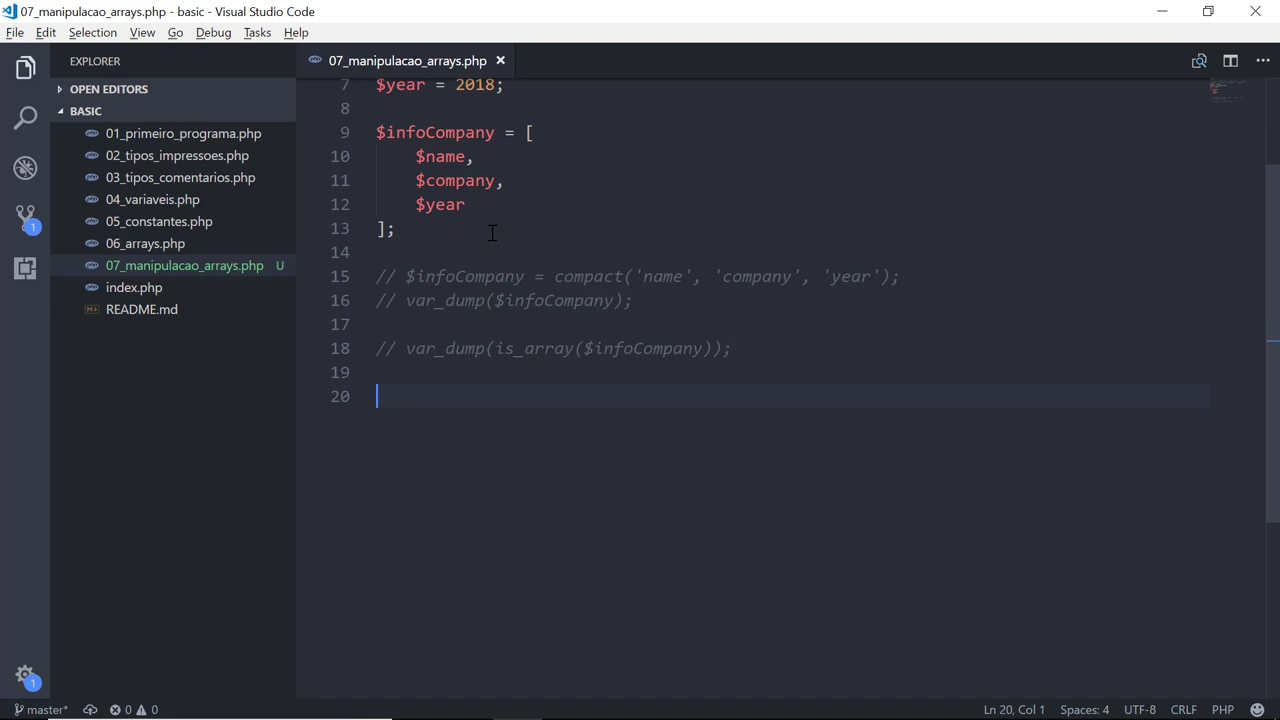 07_manipulacao_arrays.php - basic - Visual Studio Code
File Edit Selection View Go Debug Tasks Help
EXPLORER
07_manipulacao_arrays.php
OPEN EDITORS
BASIC
01_primeiro_programa.php
02_tipos_impressoes.php
03_tipos_comentarios.php
04_variaveis.php
05_constantes.php
06_arrays.php
07_manipulacao_arrays.php U
index.php
README.md
1
1
7 $year = 2018;
8
9 $infoCompany = [
10 $name,
11 $company,
12 $year
13 ];
14
15 // $infoCompany = compact('name', 'company', 'year');
16 // var_dump($infoCompany);
17
18 // var_dump(is_array($infoCompany));
19
20
master* 0 0
Ln 20, Col 1 Spaces: 4 UTF-8 CRLF PHP